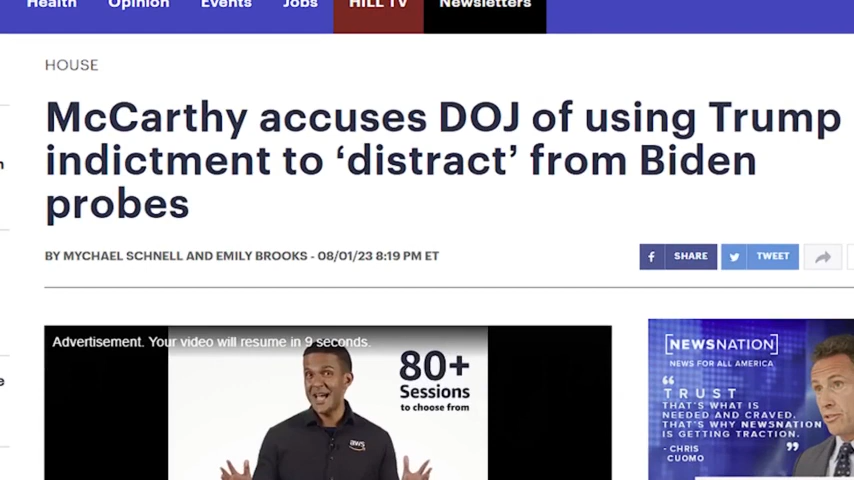 Health Opinion Events Jobs HILL TV Newsletters
HOUSE
McCarthy accuses DOJ of using Trump
indictment to ‘distract’ from Biden
probes
BY MYCHAEL SCHNELL AND EMILY BROOKS - 08/01/23 8:19 PM ET
SHARE
TWEET
Advertisement. Your video will resume in 9 seconds.
80+
Sessions
to choose from
aws
[NEWSNATION]
NEWS FOR ALL AMERICA
“
TRUST
THAT'S WHAT IS
NEEDED AND CRAVED.
THAT'S WHY NEWSNATION
IS GETTING TRACTION.
”
- CHRIS
CUOMO